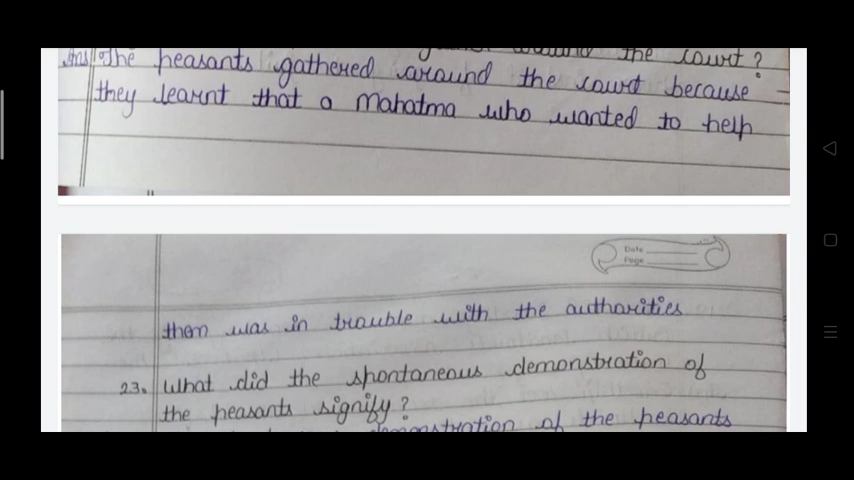 the court?
Ans The peasants gathered around the court because
they learnt that a Mahatma who wanted to help
Date
Page
them was in trouble with the authorities
23. What did the spontaneous demonstration of
the peasants signify?
demonstration of the peasants